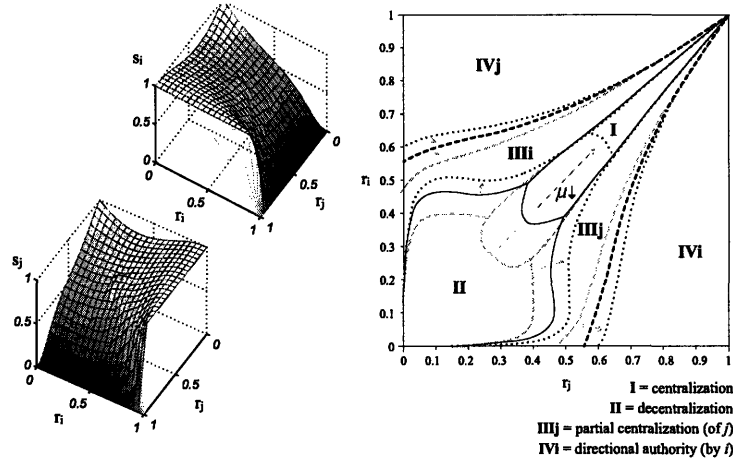 s_i
1
0.5
0
0
r_i
0.5
1
1
0.5
r_j
0
s_j
1
0.5
0
0
r_i
0.5
1
1
0.5
r_j
0
1
0.9
0.8
0.7
0.6
0.5
0.4
0.3
0.2
0.1
0
r_i
IVj
IIIi
I
μ↓
IIIj
IVi
II
0 0.1 0.2 0.3 0.4 0.5 0.6 0.7 0.8 0.9 1
r_j
I = centralization
II = decentralization
IIIj = partial centralization (of j)
IVi = directional authority (by i)